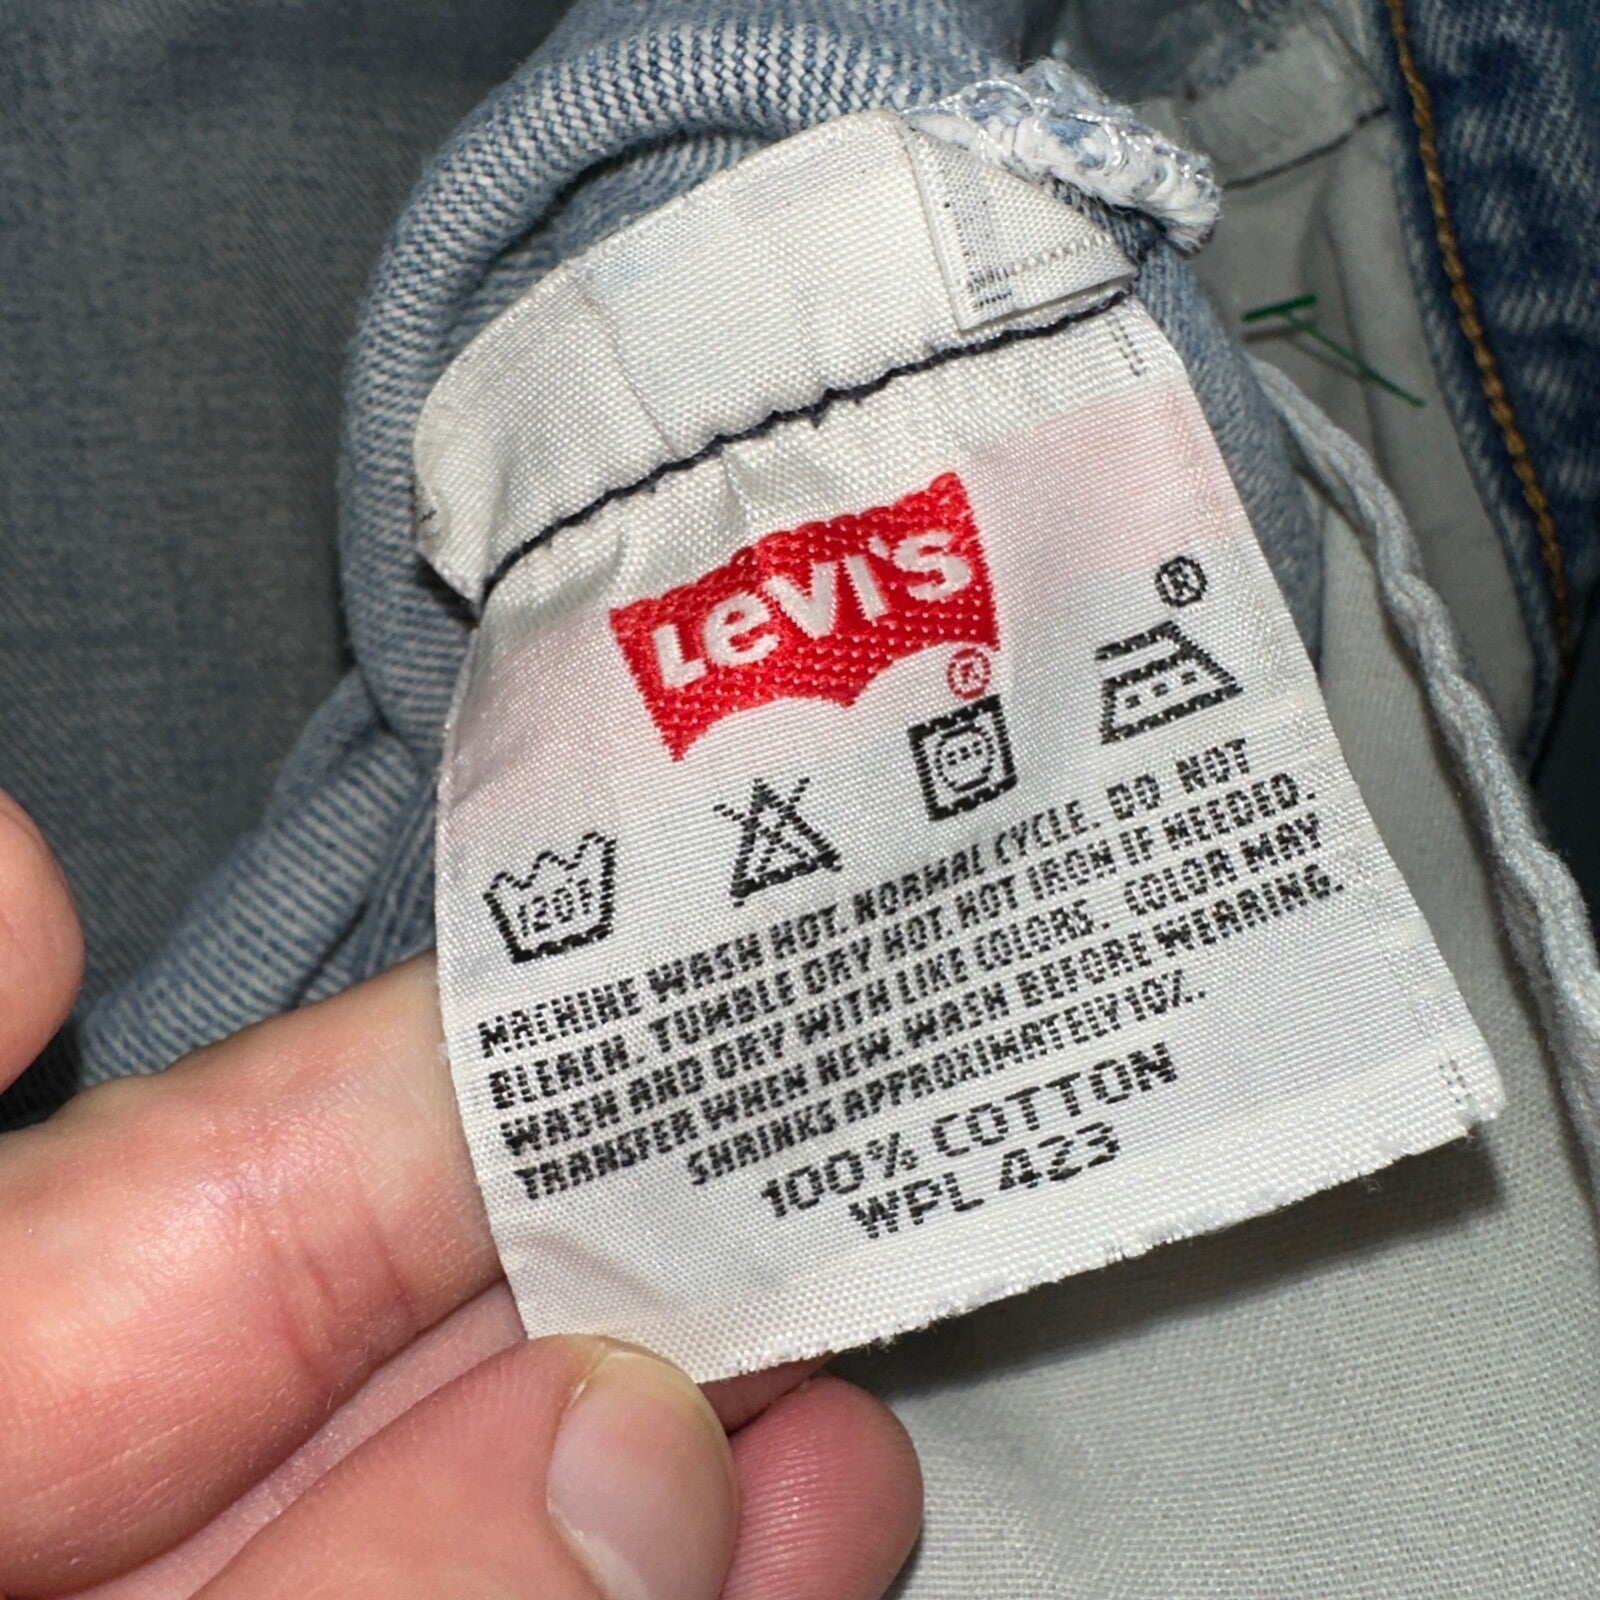 Levi's
®
®
120F
MACHINE WASH HOT. NORMAL CYCLE. DO NOT
BLEACH. TUMBLE DRY HOT. HOT IRON IF NEEDED.
WASH AND DRY WITH LIKE COLORS. COLOR MAY
TRANSFER WHEN NEW. WASH BEFORE WEARING.
SHRINKS APPROXIMATELY 10%.
100% COTTON
WPL 423